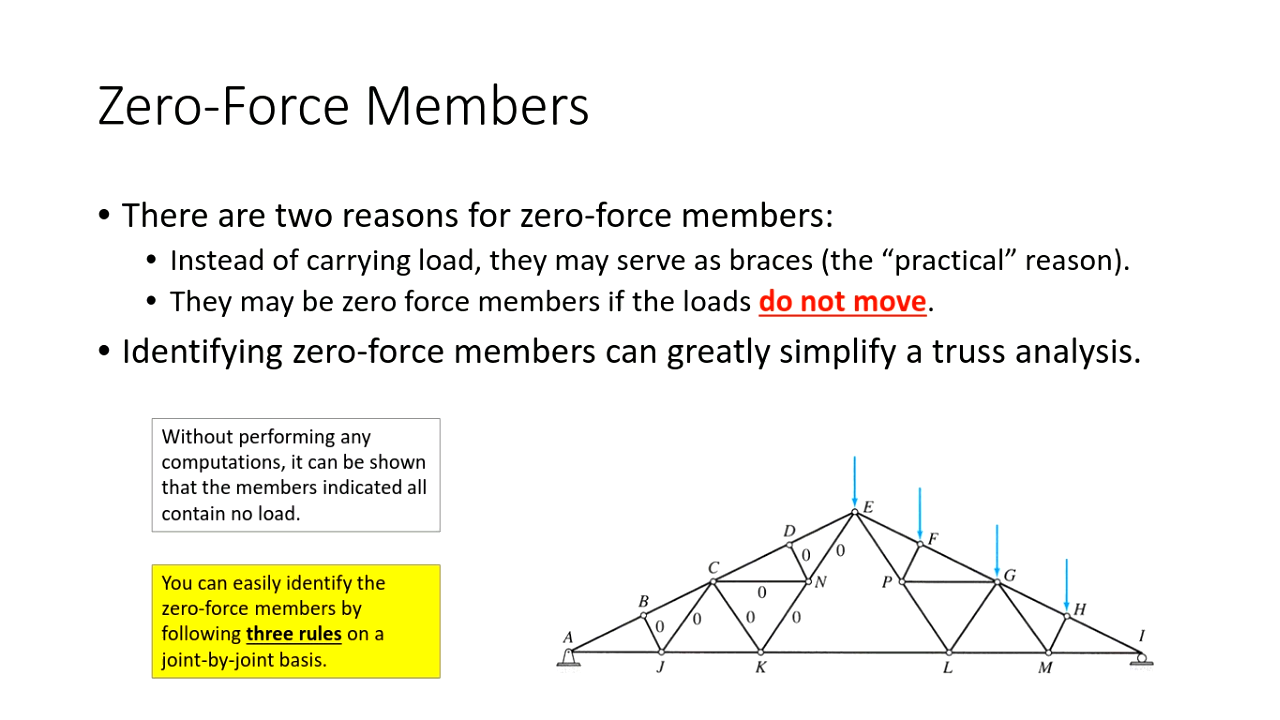 Zero-Force Members
• There are two reasons for zero-force members:
• Instead of carrying load, they may serve as braces (the “practical” reason).
• They may be zero force members if the loads do not move.
• Identifying zero-force members can greatly simplify a truss analysis.
Without performing any
computations, it can be shown
that the members indicated all
contain no load.
You can easily identify the
zero-force members by
following three rules on a
joint-by-joint basis.
E
D
F
0
0
C
N
P
G
0
B
H
0
0
0
0
A
I
J
K
L
M